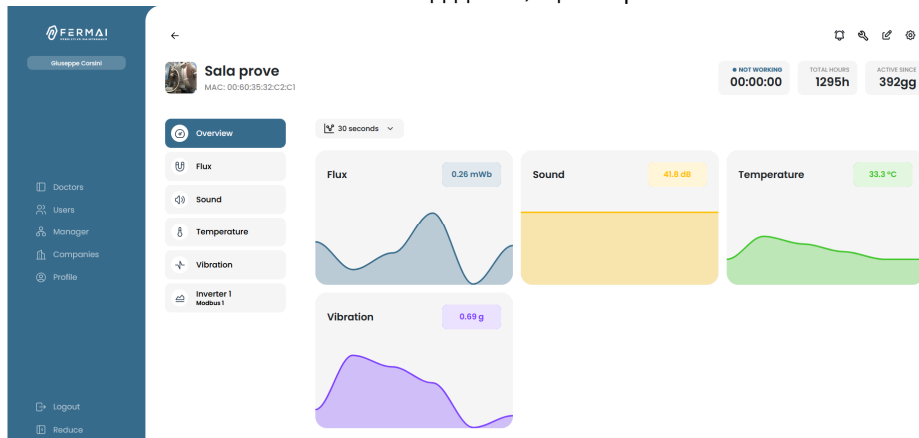 FERMAI
Giuseppe Corsini
Doctors
Users
Manager
Companies
Profile
Logout
Reduce
Sala prove
MAC: 00:60:35:32:C2:C1
NOT WORKING
00:00:00
TOTAL HOURS
1295h
ACTIVE SINCE
392gg
Overview
Flux
Sound
Temperature
Vibration
Inverter 1
Modbus 1
30 seconds
Flux
0.26 mWb
Sound
41.8 dB
Temperature
33.3 °C
Vibration
0.69 g